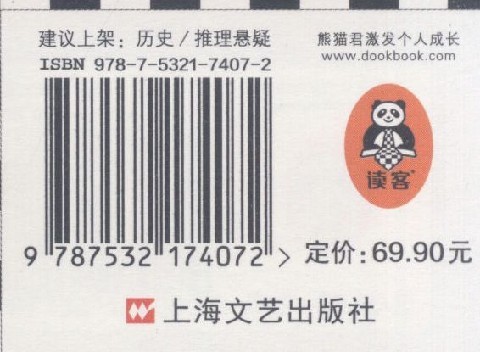 建议上架：历史/推理悬疑
ISBN 978-7-5321-7407-2
熊猫君激发个人成长
www.dookbook.com
读客
9 787532 174072 >
定价：69.90元
上海文艺出版社